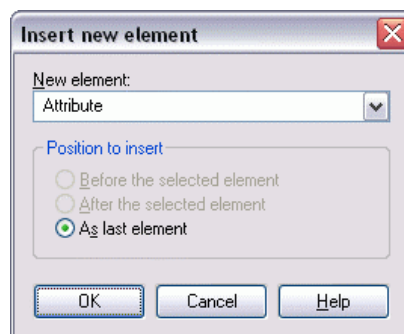 Insert new element
New element:
Attribute
Position to insert
Before the selected element
After the selected element
As last element
OK Cancel Help